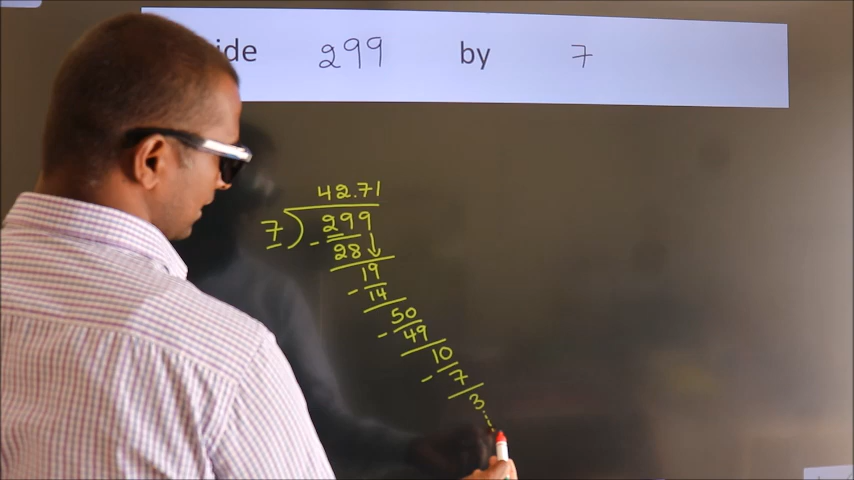 ide 299 by 7
42.71
7 ) 299
- 28 ↓
19
- 14
50
- 49
10
- 7
3